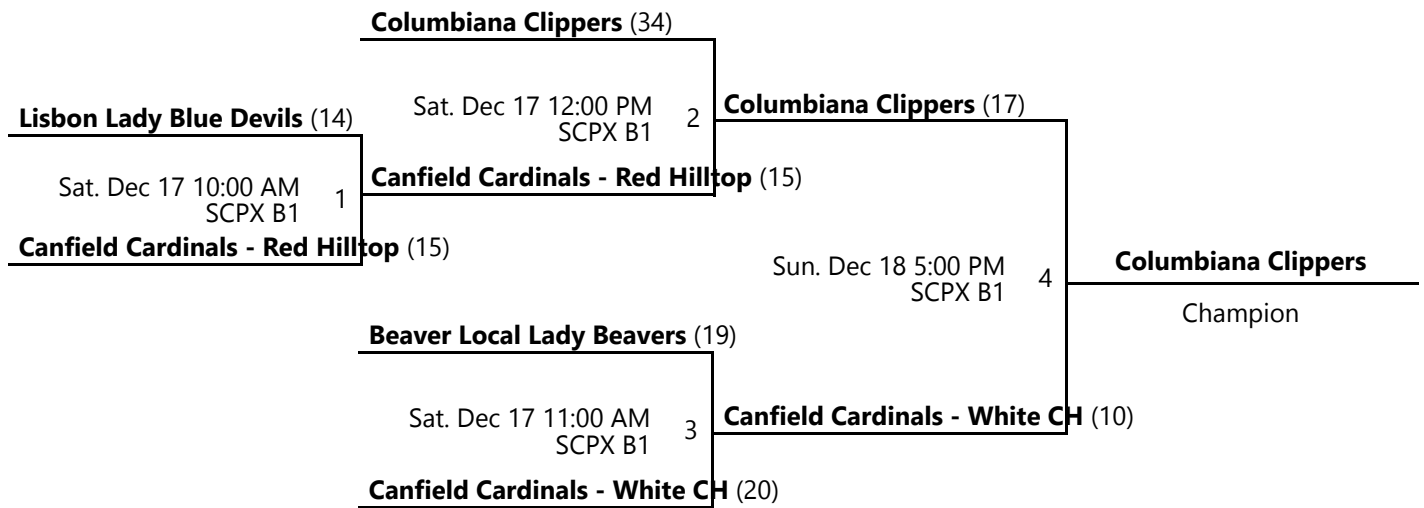 Columbiana Clippers (34)
Sat. Dec 17 12:00 PM
SCPX B1
2
Columbiana Clippers (17)
Lisbon Lady Blue Devils (14)
Sat. Dec 17 10:00 AM
SCPX B1
1
Canfield Cardinals - Red Hilltop (15)
Canfield Cardinals - Red Hilltop (15)
Sun. Dec 18 5:00 PM
SCPX B1
4
Columbiana Clippers
Champion
Beaver Local Lady Beavers (19)
Sat. Dec 17 11:00 AM
SCPX B1
3
Canfield Cardinals - White CH (10)
Canfield Cardinals - White CH (20)